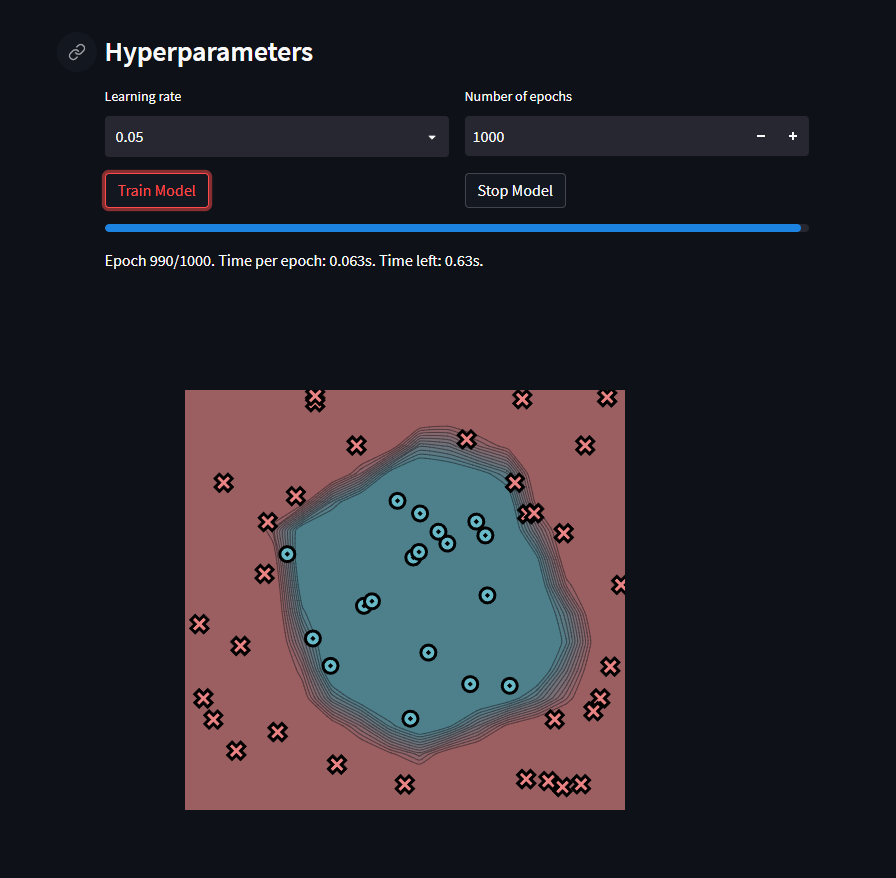 Hyperparameters
Learning rate
Number of epochs
0.05
1000
Train Model
Stop Model
Epoch 990/1000. Time per epoch: 0.063s. Time left: 0.63s.